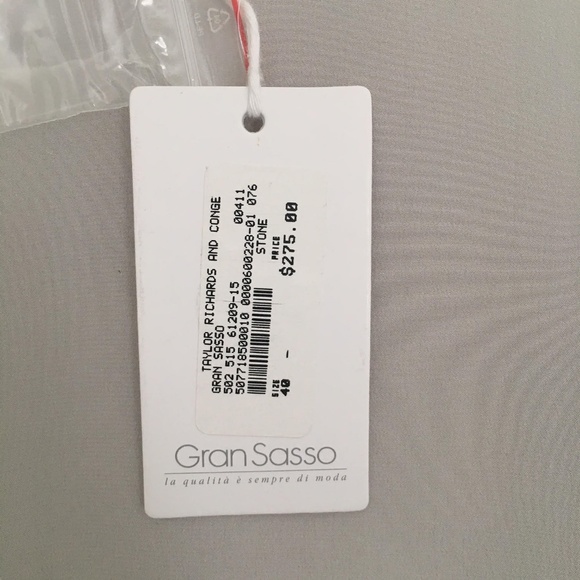 TAYLOR RICHARDS AND CONGE
GRAN SASSO 00411
502 515 61209-15
507718500010 0000600228-01 076
STONE
PRICE
$275.00
SIZE
40 -
Gran Sasso
la qualità è sempre di moda